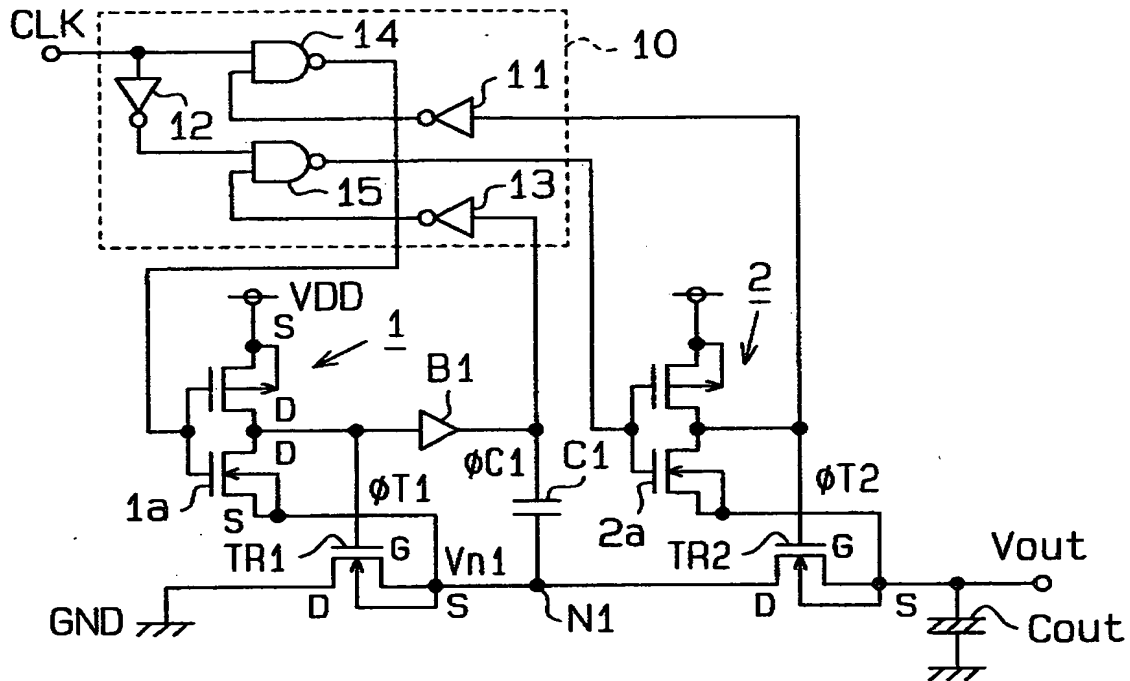 CLK
14
10
11
12
15
13
VDD
S
1
2
B1
D
D
φC1
C1
φT1
φT2
1a
S
2a
TR1
G
Vn1
TR2
G
Vout
D
S
D
S
GND
N1
Cout